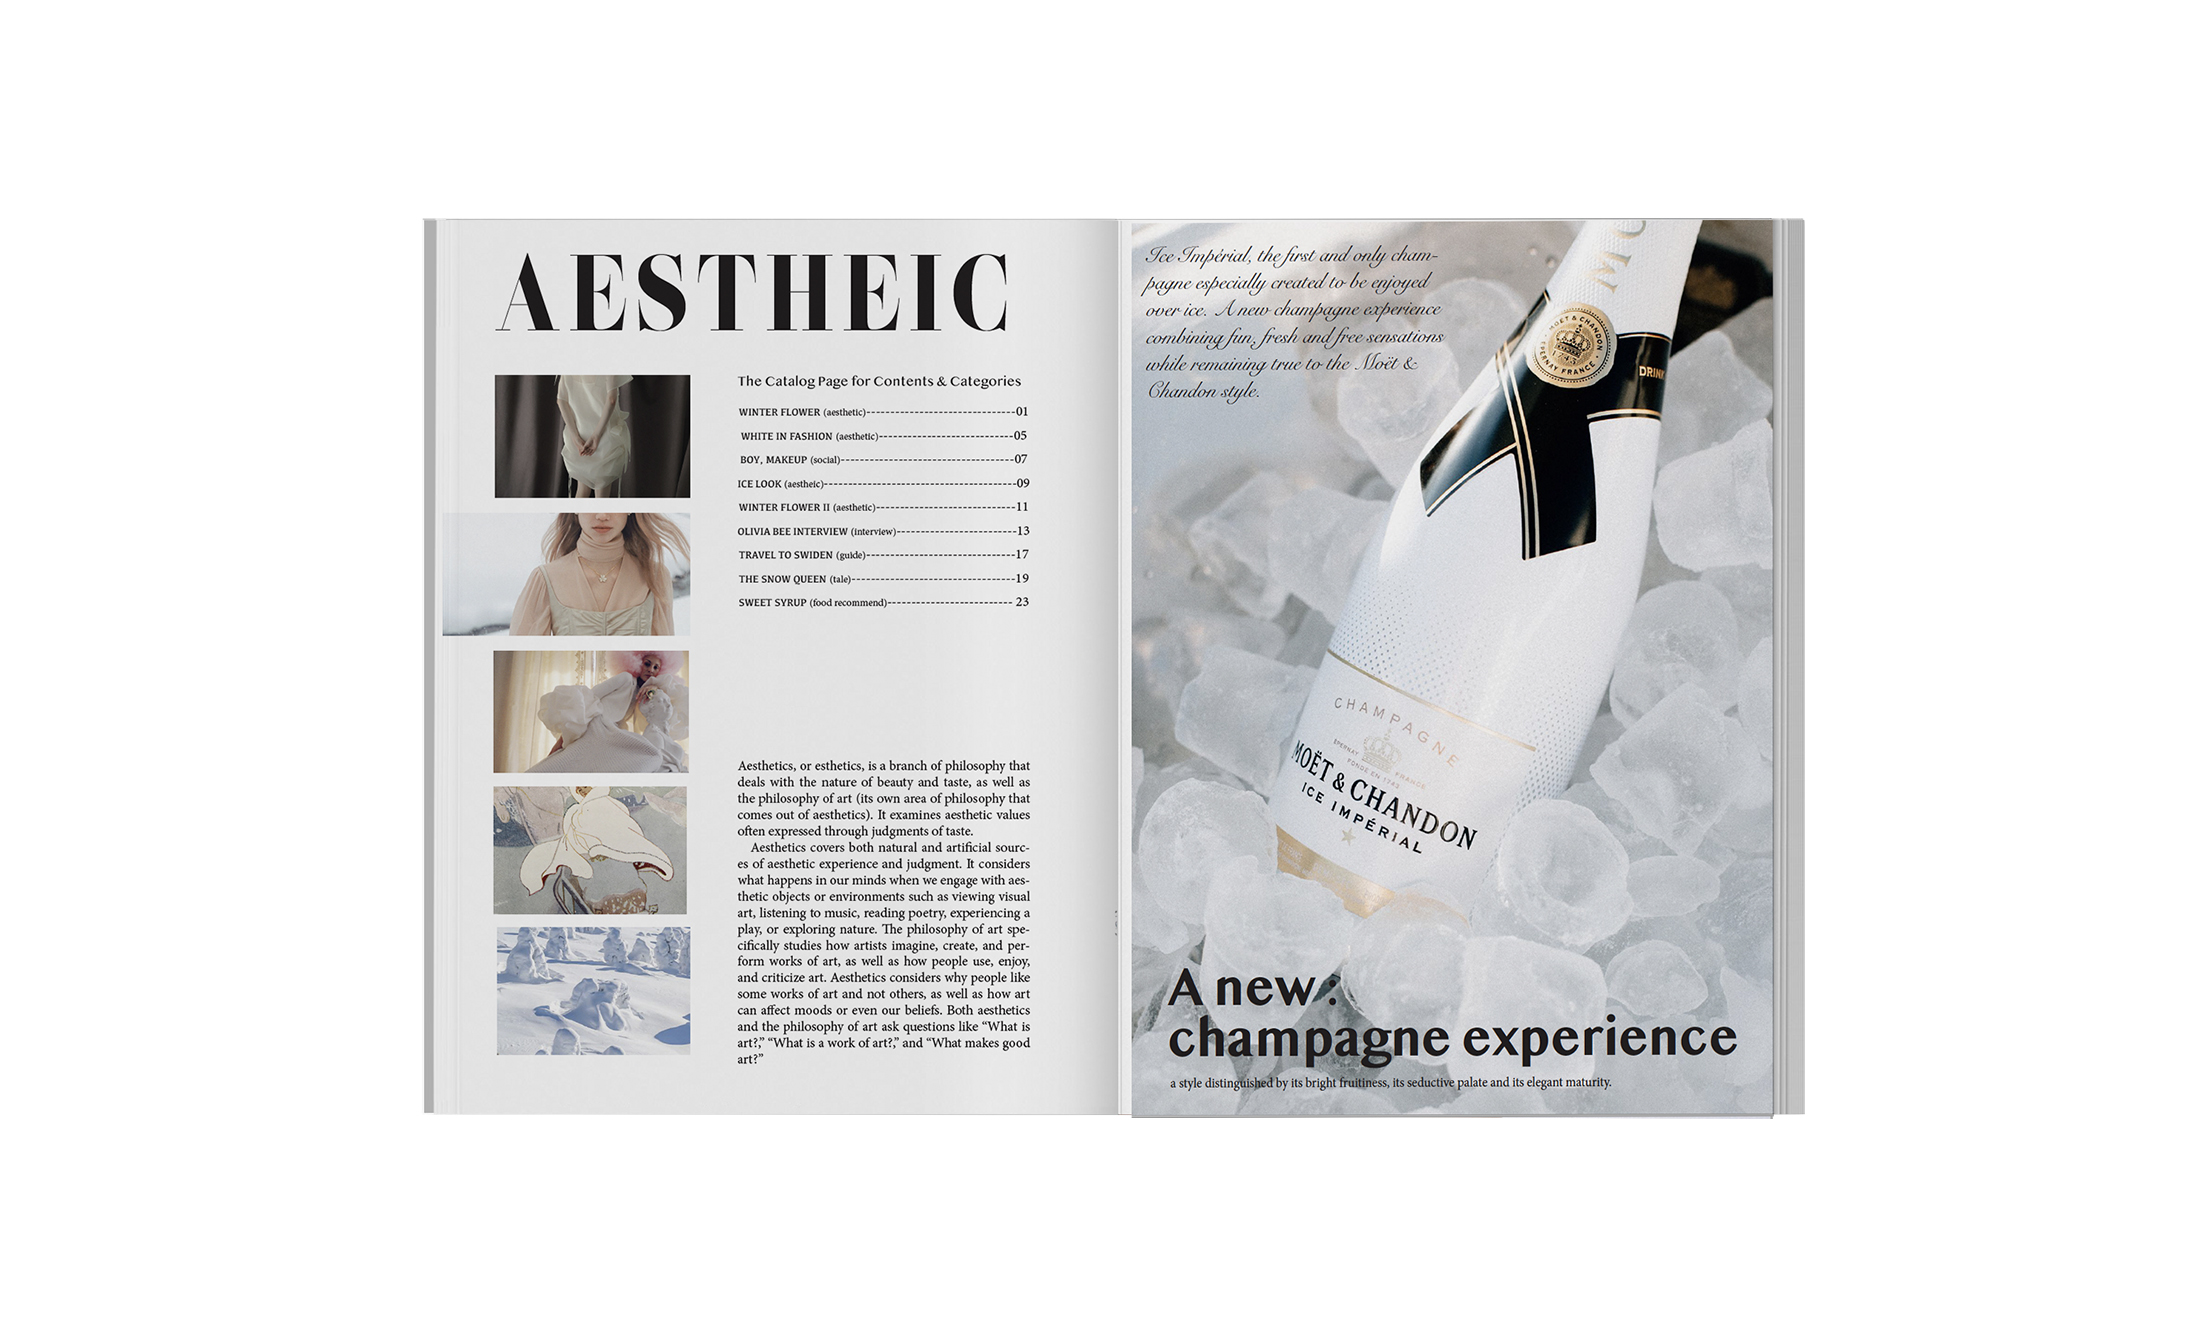 AESTHEIC
The Catalog Page for Contents & Categories
WINTER FLOWER (aesthetic)-------------------------------01
WHITE IN FASHION (aesthetic)----------------------------05
BOY, MAKEUP (social)------------------------------------07
ICE LOOK (aestheic)----------------------------------------09
WINTER FLOWER II (aesthetic)-----------------------------11
OLIVIA BEE INTERVIEW (interview)-------------------------13
TRAVEL TO SWIDEN (guide)-------------------------------17
THE SNOW QUEEN (tale)----------------------------------19
SWEET SYRUP (food recommend)-------------------------- 23
Aesthetics, or esthetics, is a branch of philosophy that
deals with the nature of beauty and taste, as well as
the philosophy of art (its own area of philosophy that
comes out of aesthetics). It examines aesthetic values
often expressed through judgments of taste.
Aesthetics covers both natural and artificial sourc-
es of aesthetic experience and judgment. It considers
what happens in our minds when we engage with aes-
thetic objects or environments such as viewing visual
art, listening to music, reading poetry, experiencing a
play, or exploring nature. The philosophy of art spe-
cifically studies how artists imagine, create, and per-
form works of art, as well as how people use, enjoy,
and criticize art. Aesthetics considers why people like
some works of art and not others, as well as how art
can affect moods or even our beliefs. Both aesthetics
and the philosophy of art ask questions like “What is
art?,” “What is a work of art?,” and “What makes good
art?”
Ice Impérial, the first and only cham-
pagne especially created to be enjoyed
over ice. A new champagne experience
combining fun, fresh and free sensations
while remaining true to the Moët &
Chandon style.
MOËT & CHANDON
1743
EPERNAY FRANCE
CHAMPAGNE
EPERNAY FRANCE
FONDÉ EN 1743
MOËT & CHANDON
ICE IMPÉRIAL
A new :
champagne experience
a style distinguished by its bright fruitiness, its seductive palate and its elegant maturity.